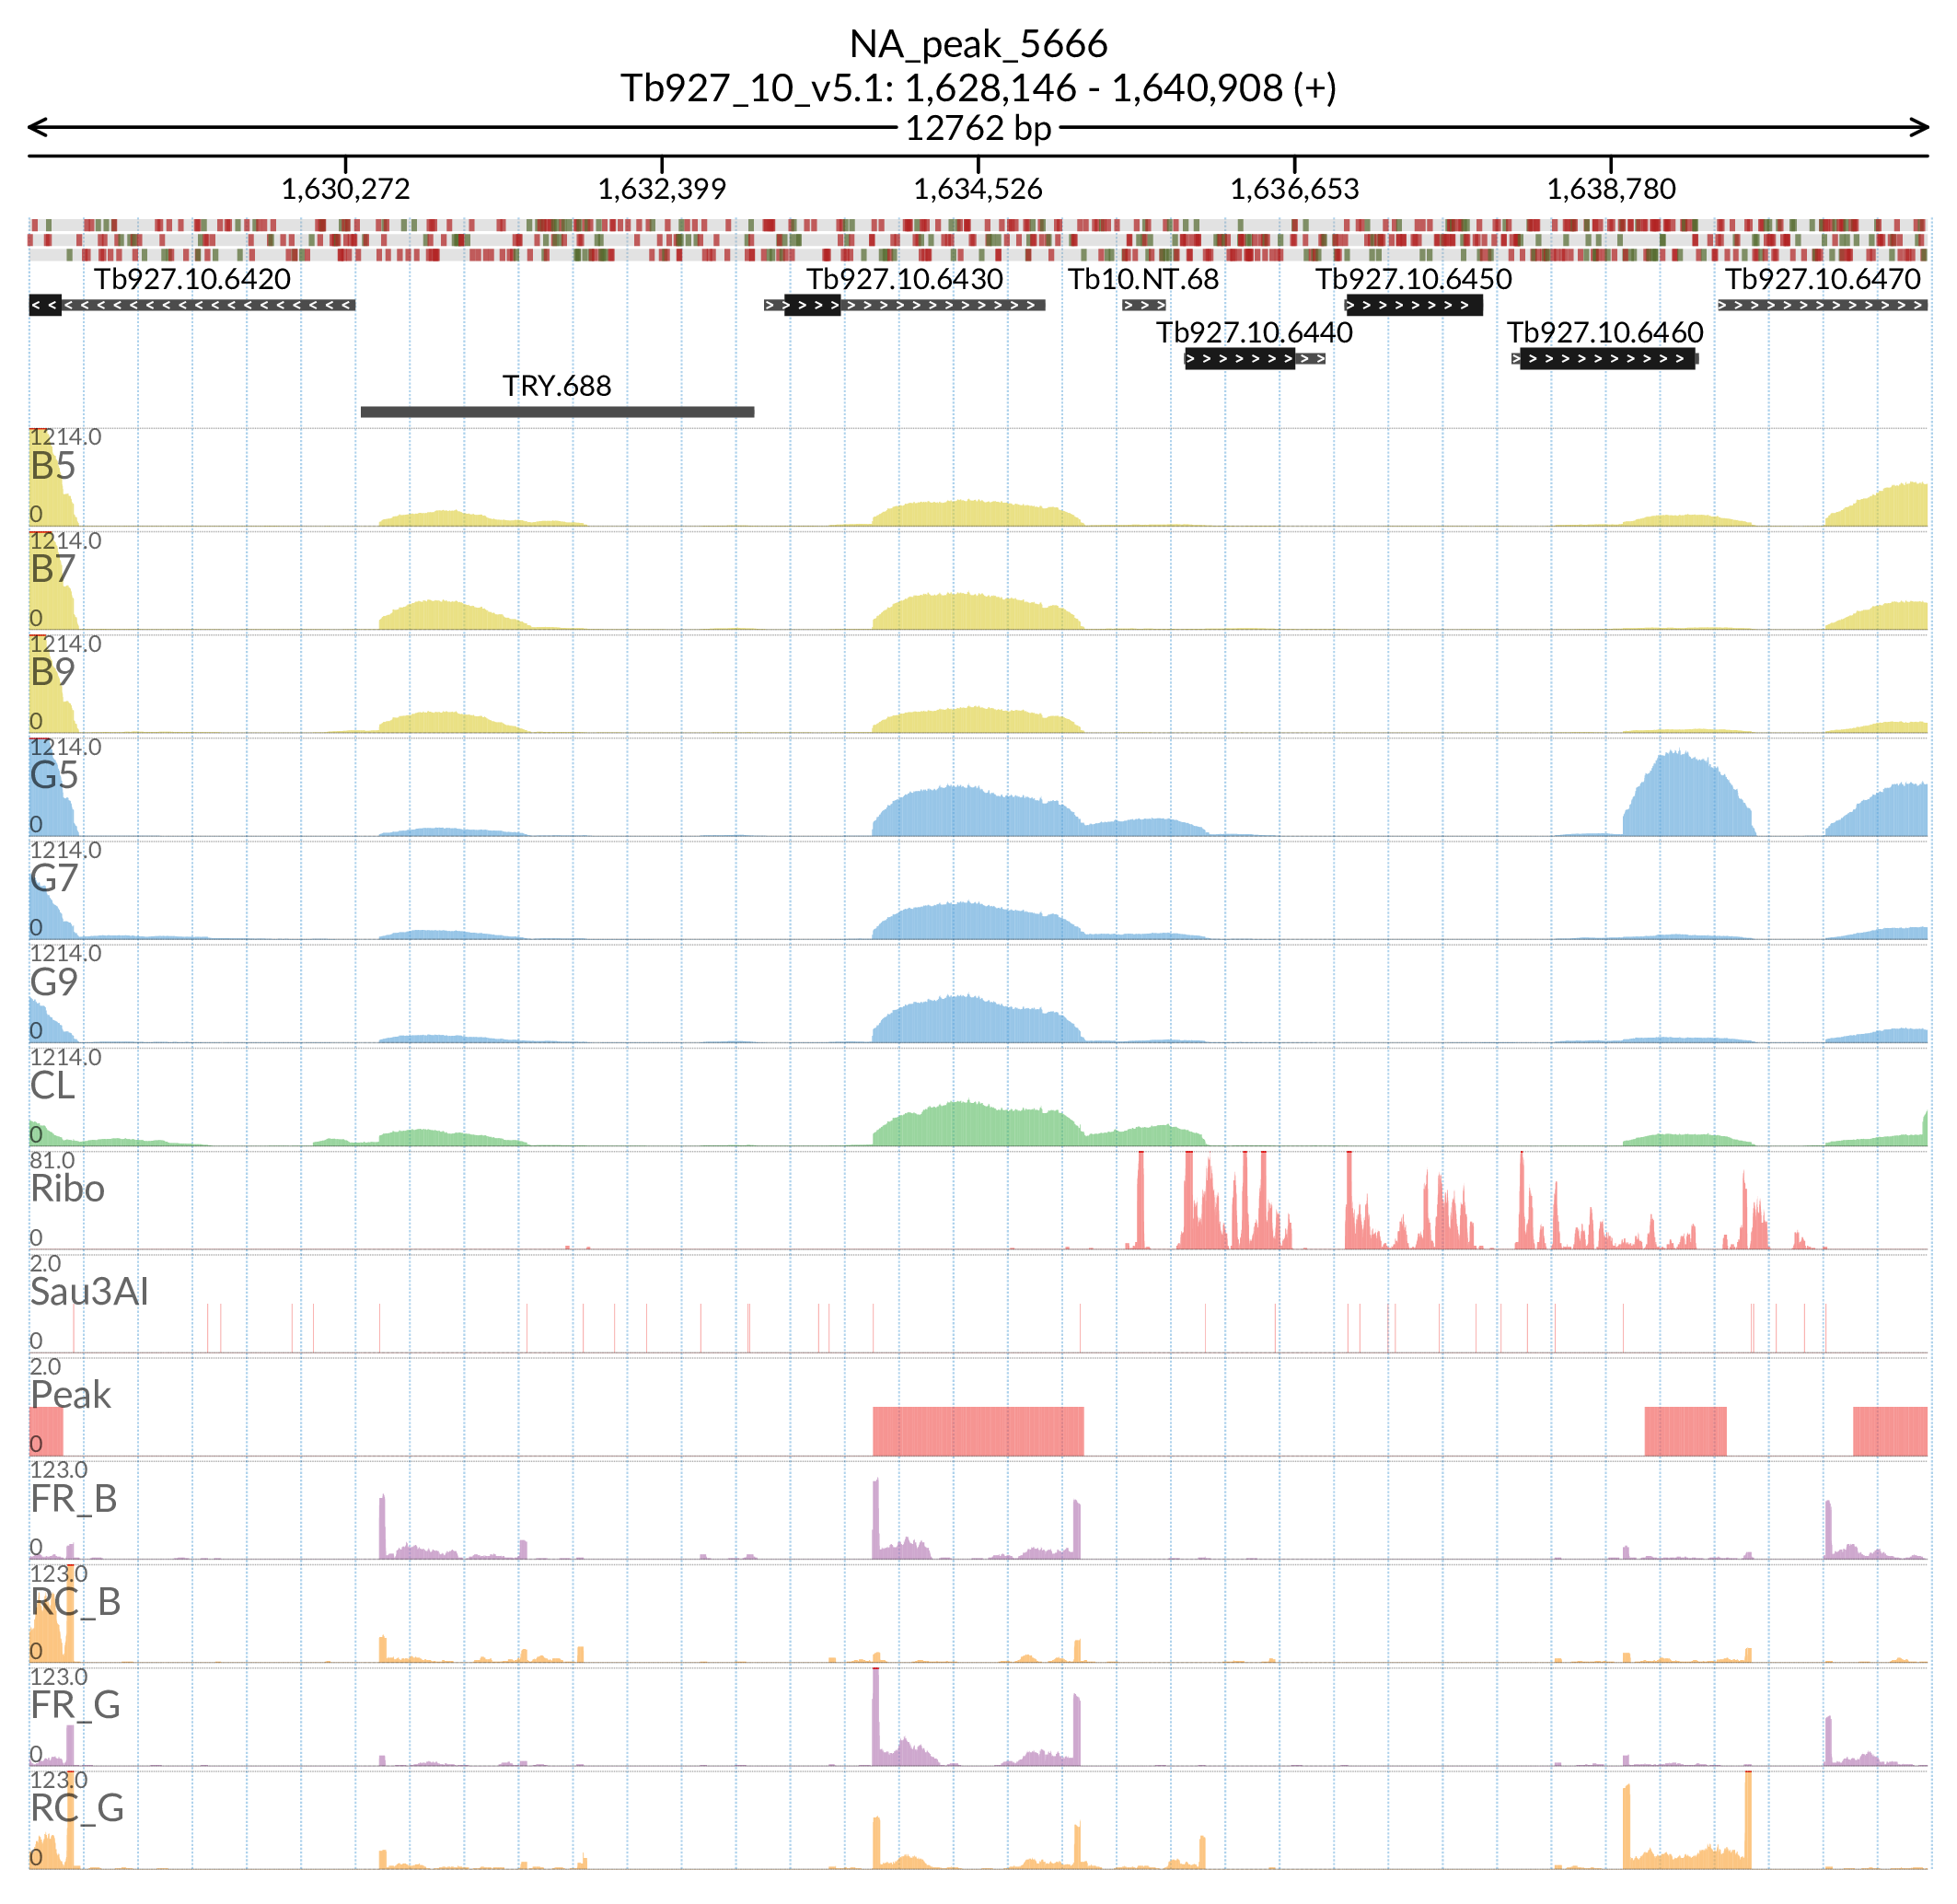 NA_peak_5666
Tb927_10_v5.1: 1,628,146 - 1,640,908 (+)
12762 bp
1,630,272 1,632,399 1,634,526 1,636,653 1,638,780
Tb927.10.6420 Tb927.10.6430 Tb10.NT.68 Tb927.10.6450 Tb927.10.6470
Tb927.10.6440 Tb927.10.6460
TRY.688
1214.0
B5
0
1214.0
B7
0
1214.0
B9
0
1214.0
G5
0
1214.0
G7
0
1214.0
G9
0
1214.0
CL
0
81.0
Ribo
0
2.0
Sau3AI
0
2.0
Peak
0
123.0
FR_B
0
123.0
RC_B
0
123.0
FR_G
0
123.0
RC_G
0